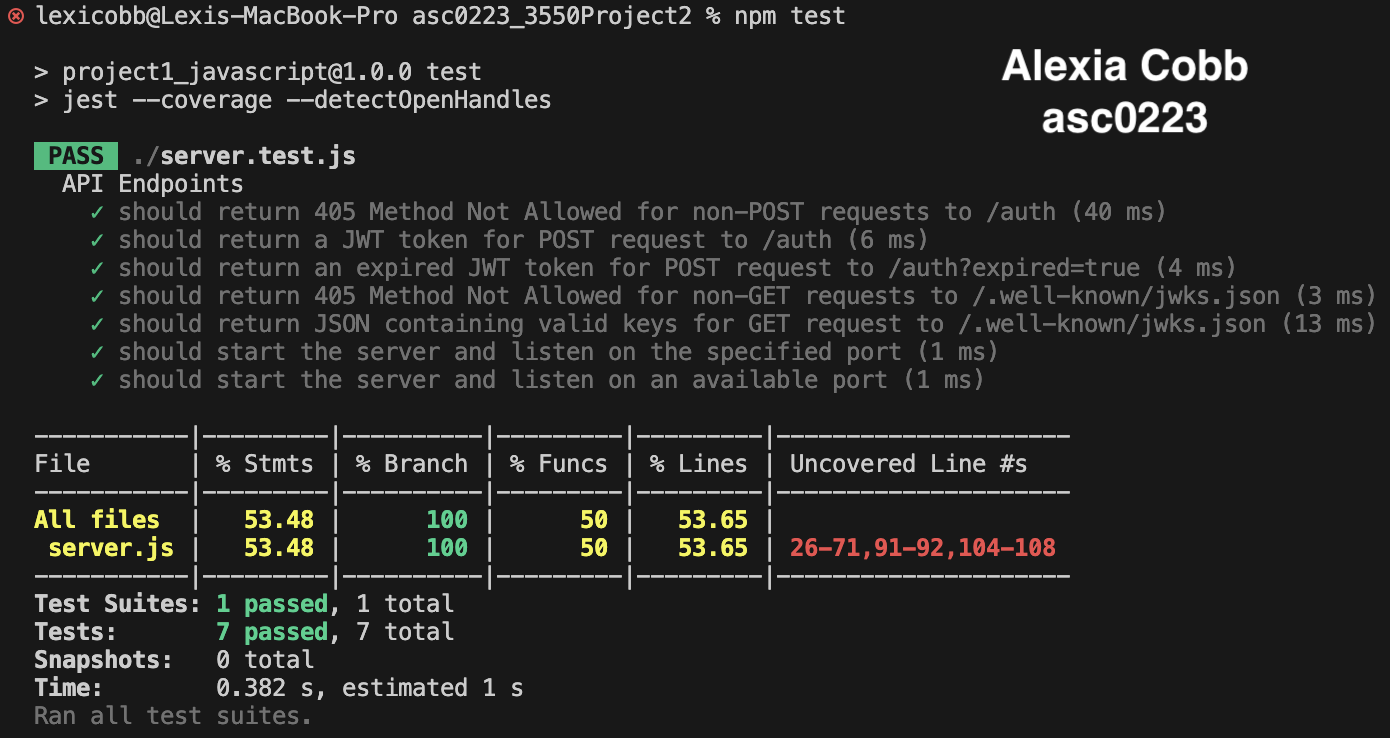 lexicobb@Lexis-MacBook-Pro asc0223_3550Project2 % npm test
> project1_javascript@1.0.0 test
> jest --coverage --detectOpenHandles
Alexia Cobb
asc0223
PASS ./server.test.js
API Endpoints
✓ should return 405 Method Not Allowed for non-POST requests to /auth (40 ms)
✓ should return a JWT token for POST request to /auth (6 ms)
✓ should return an expired JWT token for POST request to /auth?expired=true (4 ms)
✓ should return 405 Method Not Allowed for non-GET requests to /.well-known/jwks.json (3 ms)
✓ should return JSON containing valid keys for GET request to /.well-known/jwks.json (13 ms)
✓ should start the server and listen on the specified port (1 ms)
✓ should start the server and listen on an available port (1 ms)
-----------|---------|----------|---------|---------|---------------------
File | % Stmts | % Branch | % Funcs | % Lines | Uncovered Line #s
-----------|---------|----------|---------|---------|---------------------
All files | 53.48 | 100 | 50 | 53.65 |
server.js | 53.48 | 100 | 50 | 53.65 | 26-71,91-92,104-108
-----------|---------|----------|---------|---------|---------------------
Test Suites: 1 passed, 1 total
Tests: 7 passed, 7 total
Snapshots: 0 total
Time: 0.382 s, estimated 1 s
Ran all test suites.